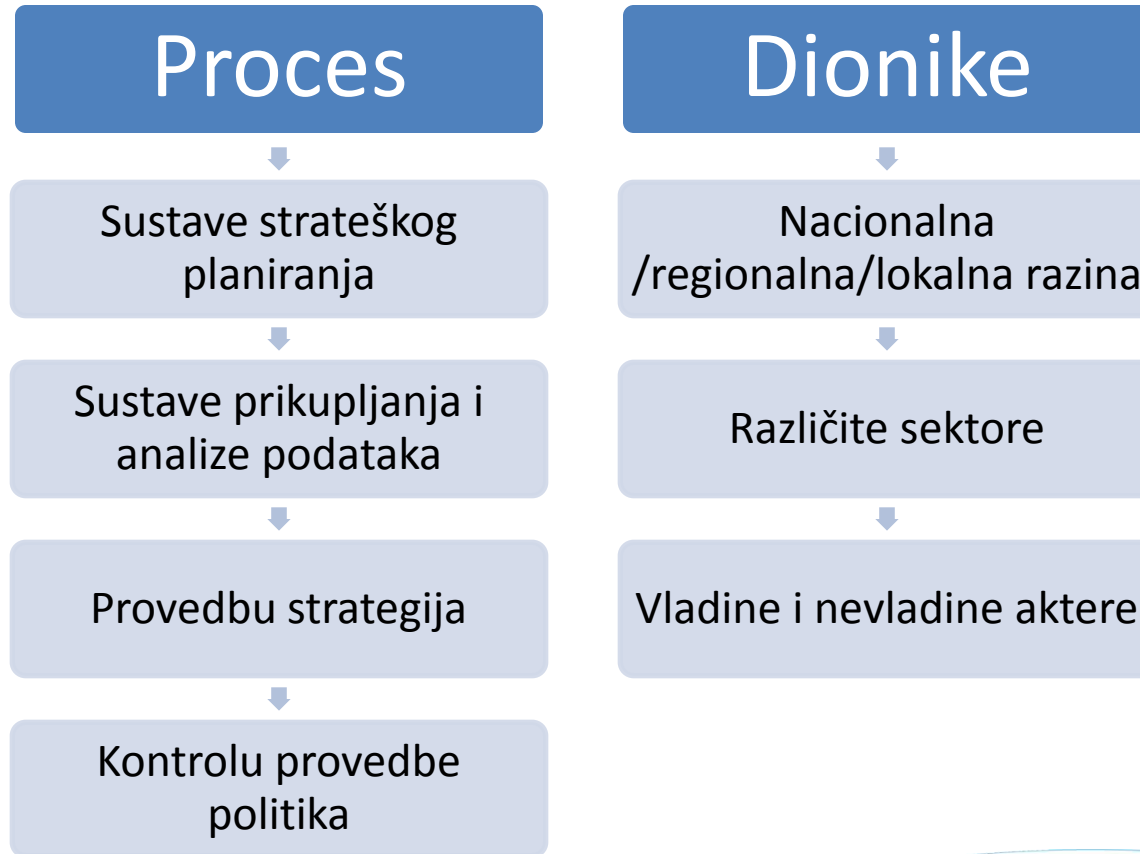 Proces
Sustave strateškog
planiranja
Sustave prikupljanja i
analize podataka
Provedbu strategija
Kontrolu provedbe
politika
Dionike
Nacionalna
/regionalna/lokalna razina
Različite sektore
Vladine i nevladine aktere